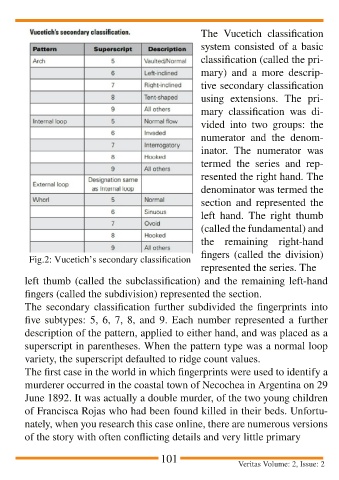 Vucetich's secondary classification.
Pattern Superscript Description
Arch 5 Vaulted/Normal
6 Left-inclined
7 Right-inclined
8 Tent-shaped
9 All others
Internal loop 5 Normal flow
6 Invaded
7 Interrogatory
8 Hooked
9 All others
External loop Designation same
as Internal loop
Whorl 5 Normal
6 Sinuous
7 Ovoid
8 Hooked
9 All others
Fig.2: Vucetich's secondary classification
The Vucetich classification
system consisted of a basic
classification (called the pri-
mary) and a more descrip-
tive secondary classification
using extensions. The pri-
mary classification was di-
vided into two groups: the
numerator and the denom-
inator. The numerator was
termed the series and rep-
resented the right hand. The
denominator was termed the
section and represented the
left hand. The right thumb
(called the fundamental) and
the remaining right-hand
fingers (called the division)
represented the series. The
left thumb (called the subclassification) and the remaining left-hand
fingers (called the subdivision) represented the section.
The secondary classification further subdivided the fingerprints into
five subtypes: 5, 6, 7, 8, and 9. Each number represented a further
description of the pattern, applied to either hand, and was placed as a
superscript in parentheses. When the pattern type was a normal loop
variety, the superscript defaulted to ridge count values.
The first case in the world in which fingerprints were used to identify a
murderer occurred in the coastal town of Necochea in Argentina on 29
June 1892. It was actually a double murder, of the two young children
of Francisca Rojas who had been found killed in their beds. Unfortu-
nately, when you research this case online, there are numerous versions
of the story with often conflicting details and very little primary
101
Veritas Volume: 2, Issue: 2